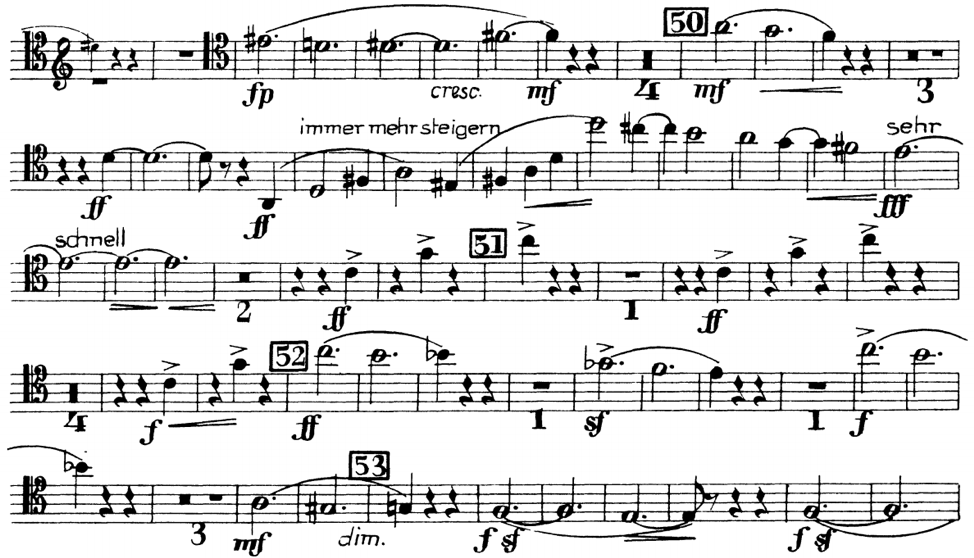 50
fp cresc. mf 4 mf 3
immer mehr steigern sehr
ff ff fff
schnell 51
2 ff 1 ff
52
4 f ff 1 sf 1 f
53
3 mf dim. f sf f sf